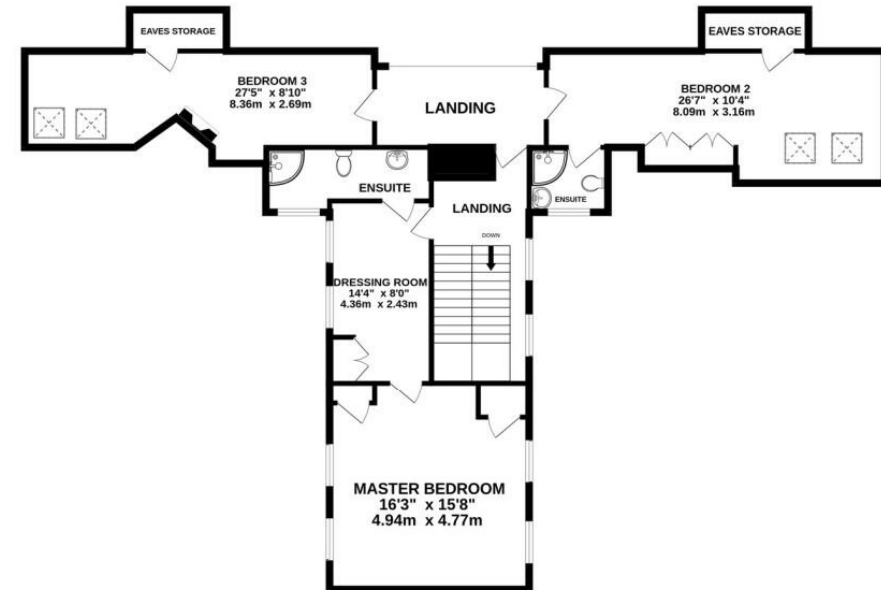 EAVES STORAGE
BEDROOM 3
27'5" x 8'10"
8.36m x 2.69m
LANDING
EAVES STORAGE
BEDROOM 2
26'7" x 10'4"
8.09m x 3.16m
ENSUITE
LANDING
DOWN
ENSUITE
DRESSING ROOM
14'4" x 8'0"
4.36m x 2.43m
MASTER BEDROOM
16'3" x 15'8"
4.94m x 4.77m